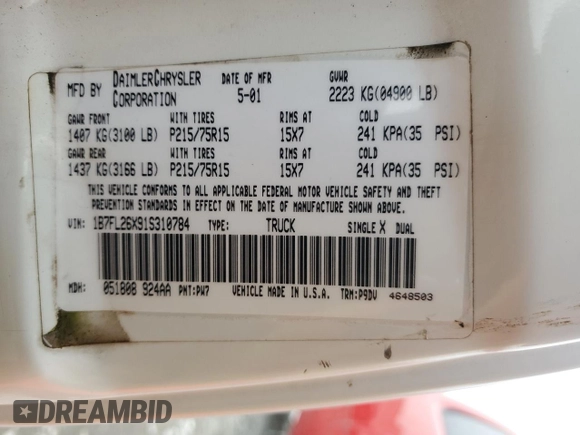 MFD BY DAIMLERCHRYSLER CORPORATION DATE OF MFR 5-01 GVWR 2223 KG(04900 LB)
GAWR FRONT WITH TIRES RIMS AT COLD
1407 KG(3100 LB) P215/75R15 15X7 241 KPA(35 PSI)
GAWR REAR WITH TIRES RIMS AT COLD
1437 KG(3166 LB) P215/75R15 15X7 241 KPA(35 PSI)
THIS VEHICLE CONFORMS TO ALL APPLICABLE FEDERAL MOTOR VEHICLE SAFETY AND THEFT
PREVENTION STANDARDS IN EFFECT ON THE DATE OF MANUFACTURE SHOWN ABOVE.
VIN: 1B7FL26X91S310784 TYPE: TRUCK SINGLE X DUAL
MDH: 051808 924AA PNT:PW7 VEHICLE MADE IN U.S.A. TRM:P9DV 4648503
DREAMBID